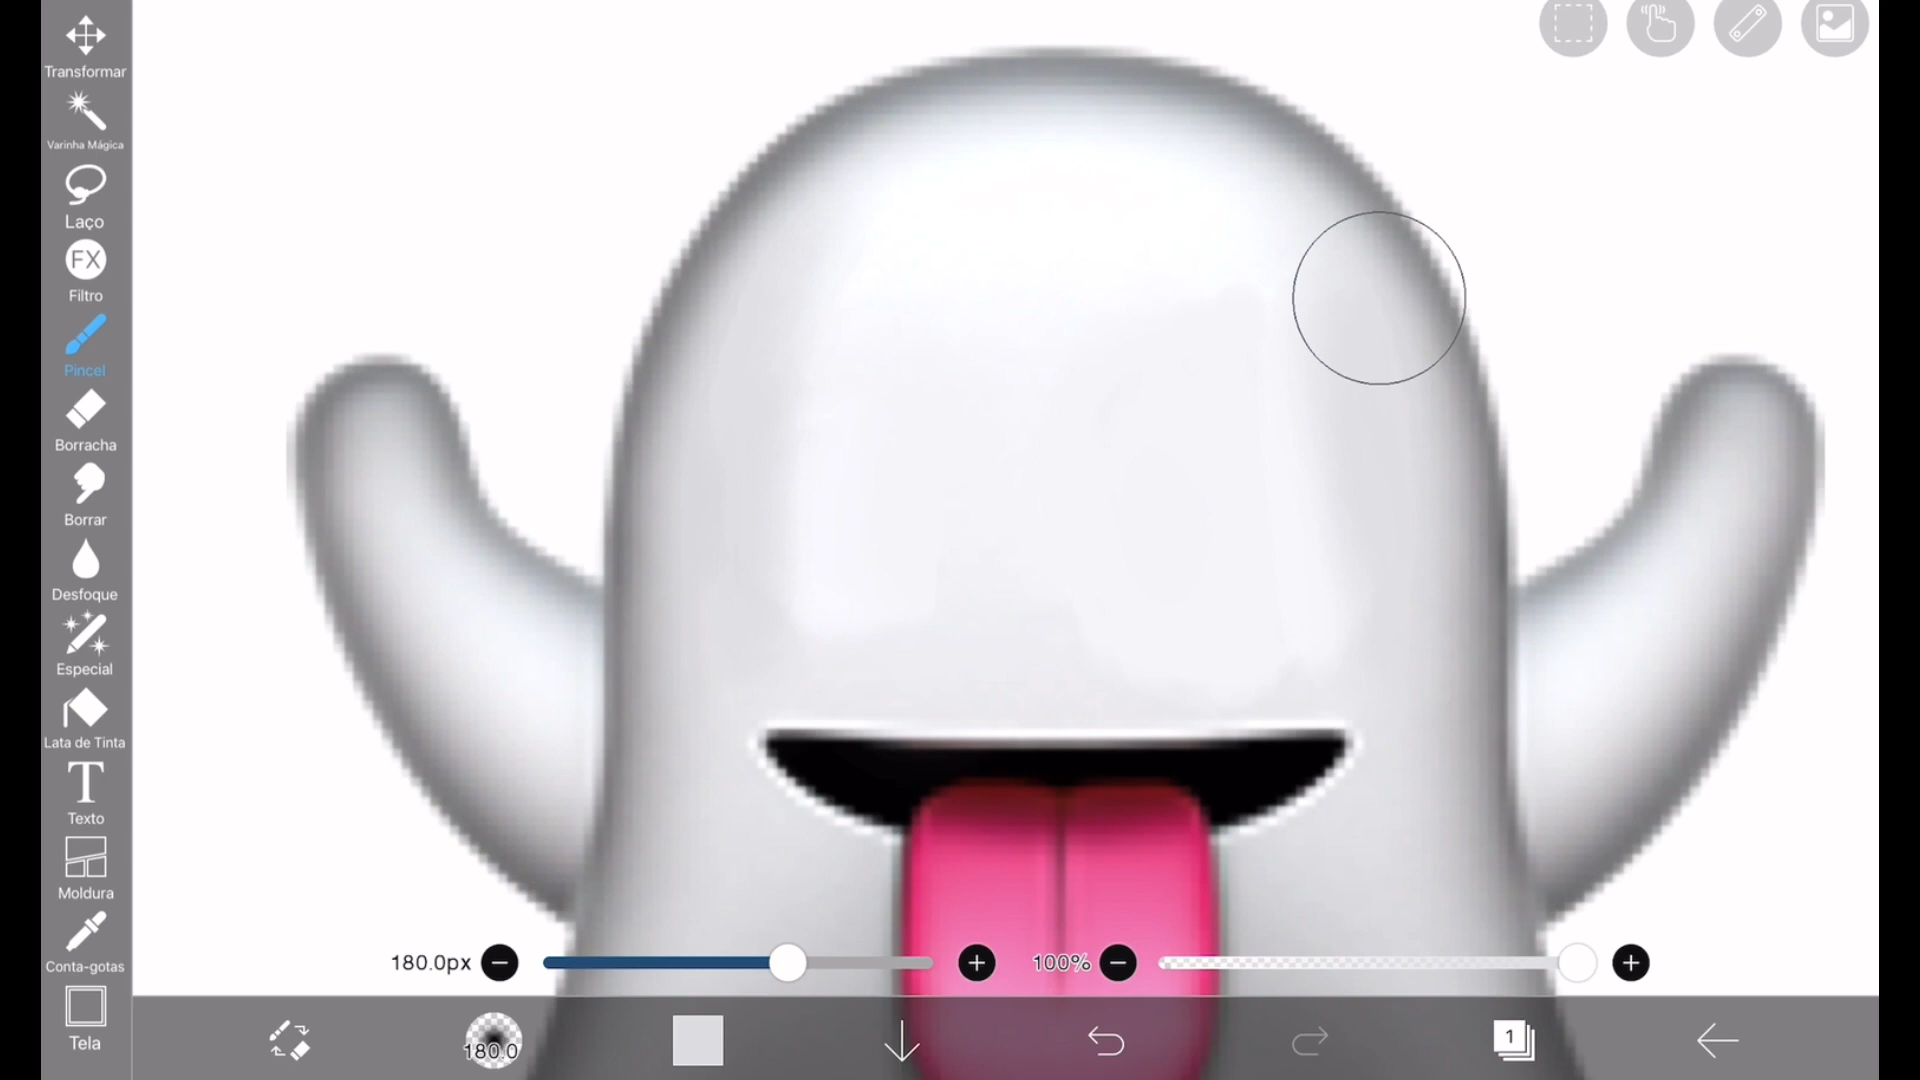 Transformar
Varinha Mágica
Laço
FX
Filtro
Pincel
Borracha
Borrar
Desfoque
Especial
Lata de Tinta
T
Texto
Moldura
Conta-gotas
Tela
180.0px
100%
180.0
1